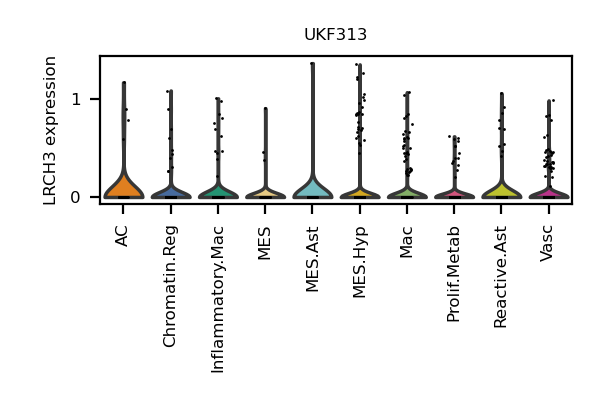 UKF313
LRCH3 expression
1
0
AC
Chromatin.Reg
Inflammatory.Mac
MES
MES.Ast
MES.Hyp
Mac
Prolif.Metab
Reactive.Ast
Vasc